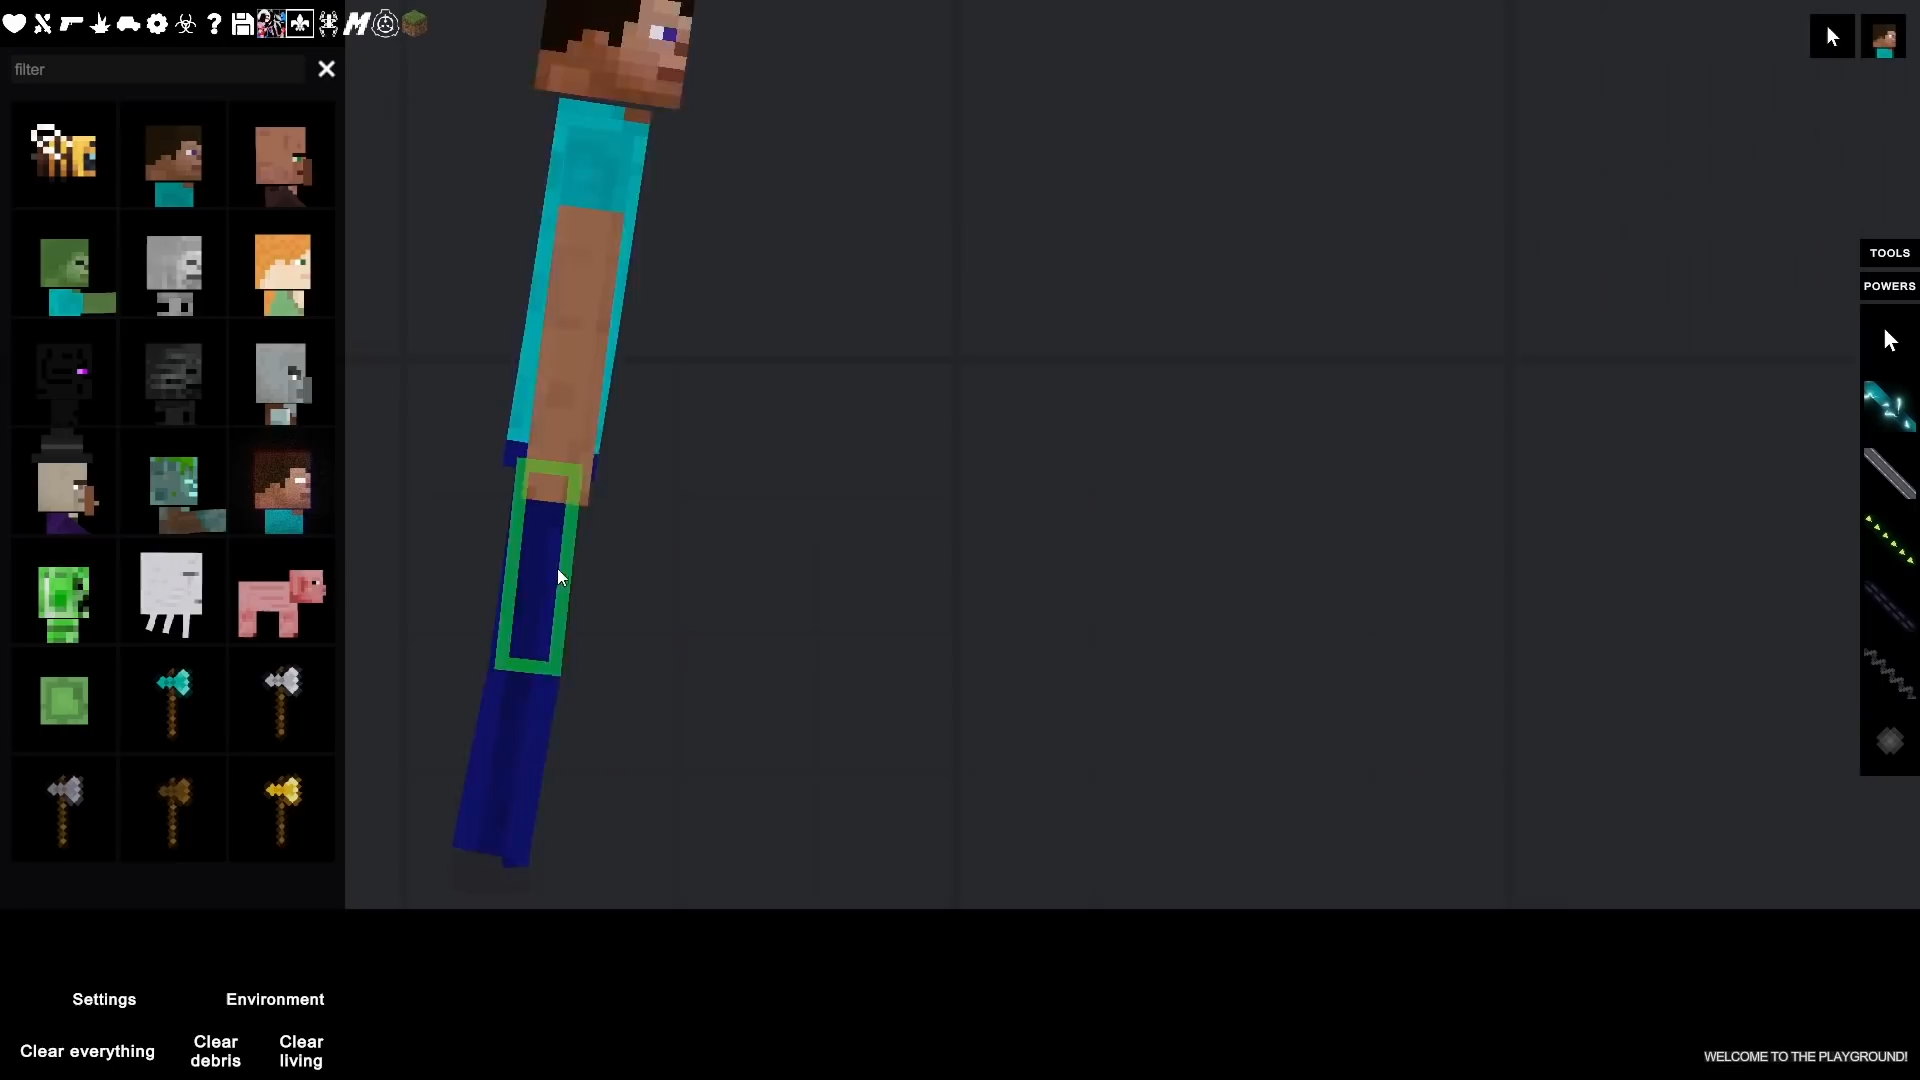 filter
TOOLS
POWERS
Settings
Environment
Clear everything
Clear
debris
Clear
living
WELCOME TO THE PLAYGROUND!